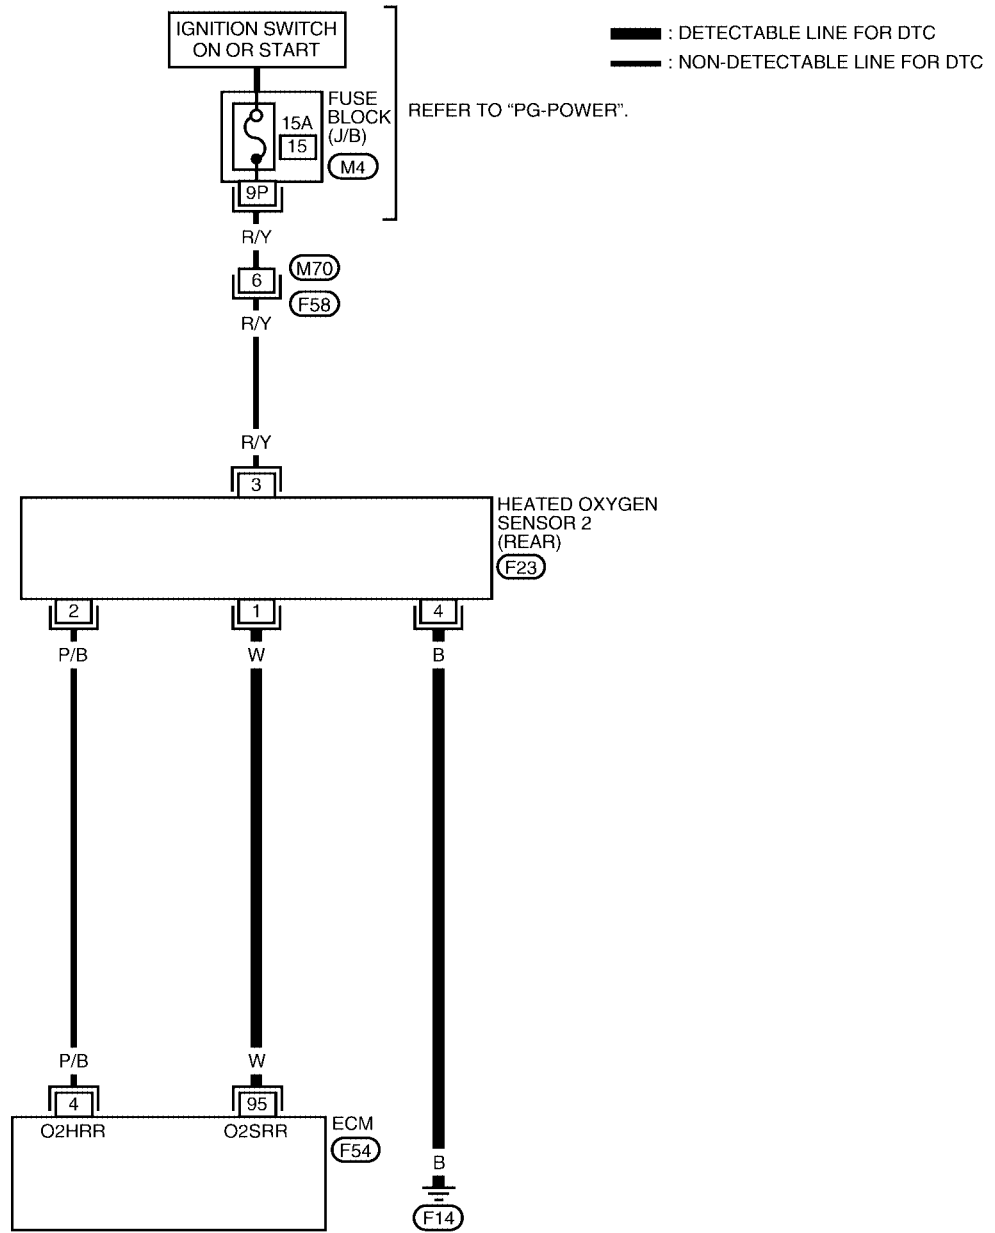 IGNITION SWITCH
ON OR START
: DETECTABLE LINE FOR DTC
: NON-DETECTABLE LINE FOR DTC
FUSE
BLOCK
(J/B)
REFER TO “PG-POWER”.
15A
15
M4
9P
R/Y
M70
6
F58
R/Y
R/Y
3
HEATED OXYGEN
SENSOR 2
(REAR)
F23
2
1
4
P/B
W
B
P/B
W
4
95
O2HRR
O2SRR
ECM
F54
B
F14